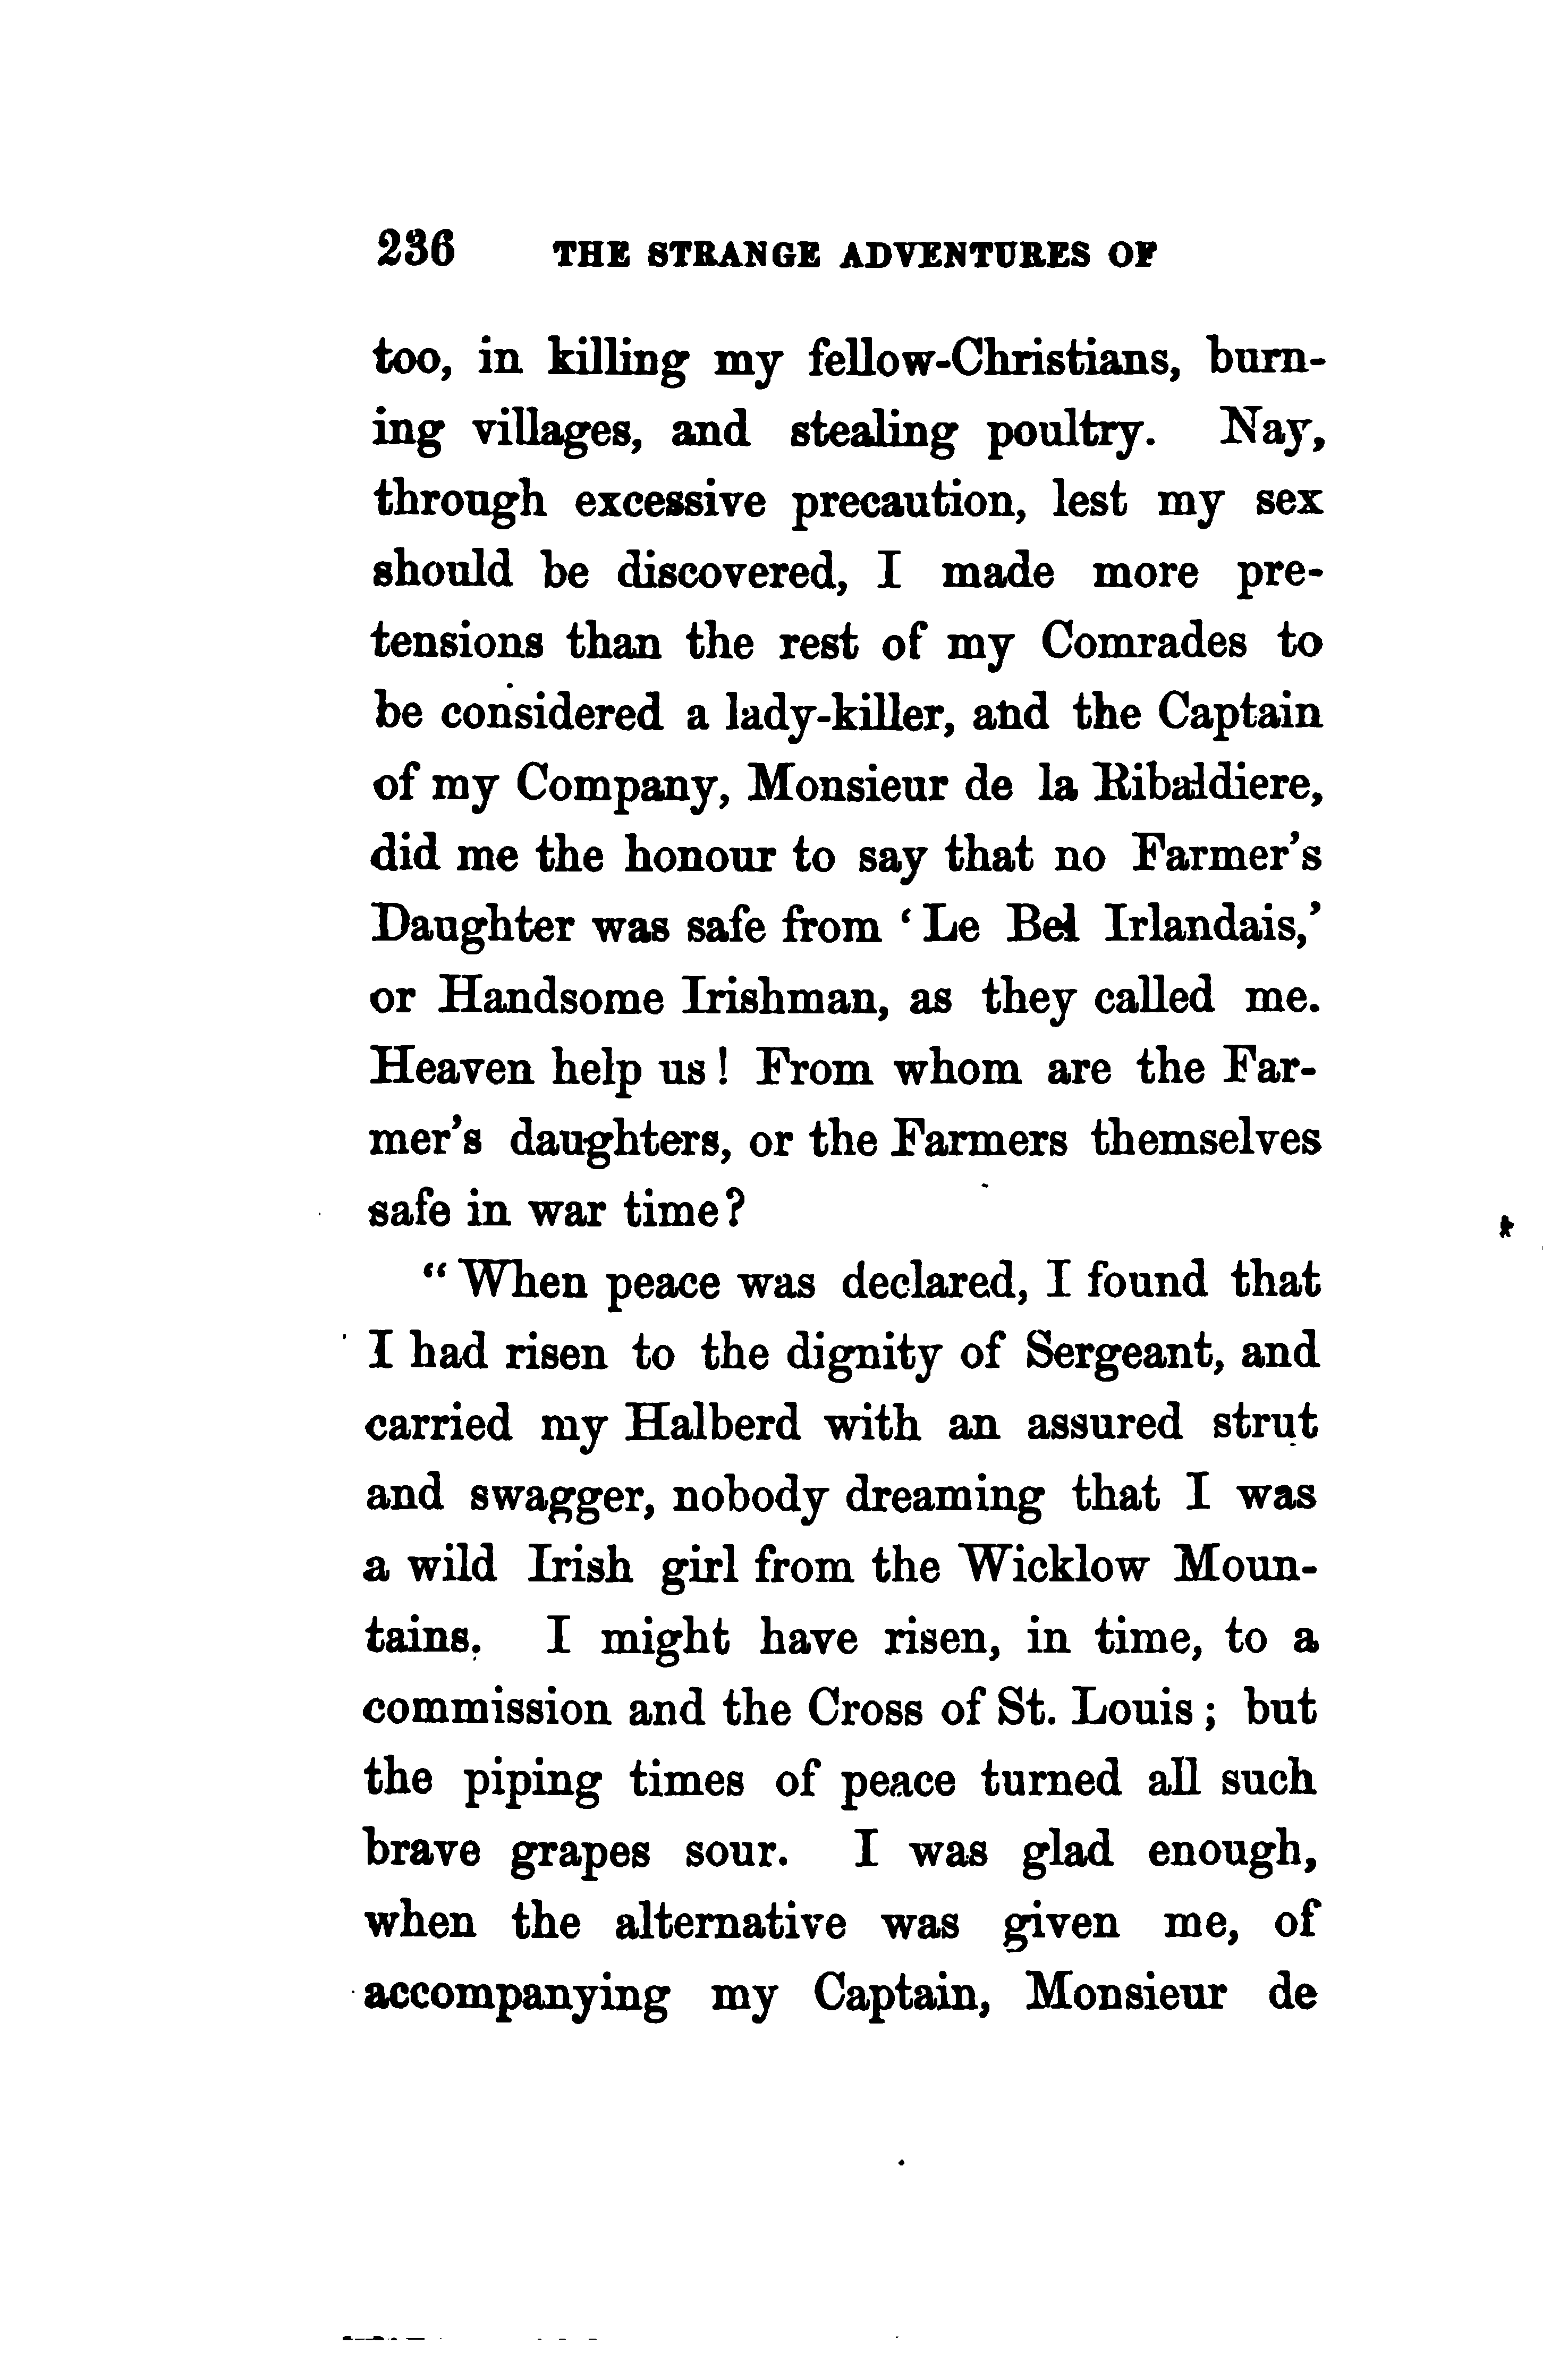 236 THE STRANGE ADVENTURES OF
too, in killing my fellow-Christians, burn-
ing villages, and stealing poultry. Nay,
through excessive precaution, lest my sex
should be discovered, I made more pre-
tensions than the rest of my Comrades to
be considered a lady-killer, and the Captain
of my Company, Monsieur de la Ribaldiere,
did me the honour to say that no Farmer's
Daughter was safe from ‘Le Bel Irlandais,’
or Handsome Irishman, as they called me.
Heaven help us! From whom are the Far-
mer's daughters, or the Farmers themselves
safe in war time?
“When peace was declared, I found that
I had risen to the dignity of Sergeant, and
carried my Halberd with an assured strut
and swagger, nobody dreaming that I was
a wild Irish girl from the Wicklow Moun-
tains. I might have risen, in time, to a
commission and the Cross of St. Louis; but
the piping times of peace turned all such
brave grapes sour. I was glad enough,
when the alternative was given me, of
accompanying my Captain, Monsieur de